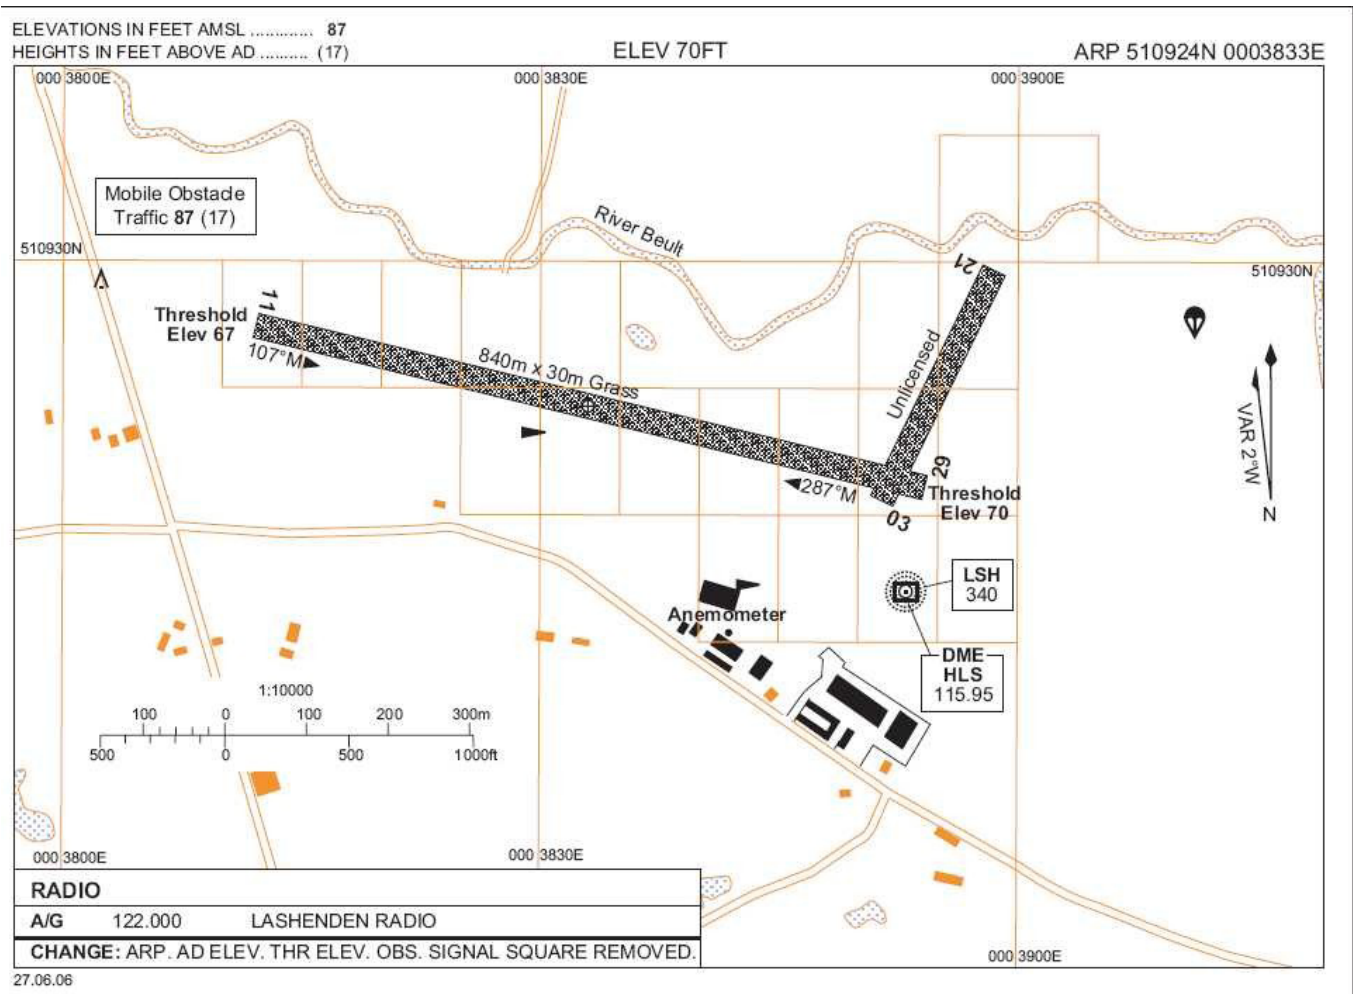 ELEVATIONS IN FEET AMSL ............. 87
HEIGHTS IN FEET ABOVE AD .......... (17)
ELEV 70FT
ARP 510924N 0003833E
000 3800E
000 3830E
000 3900E
Mobile Obstacle
Traffic 87 (17)
River Beult
510930N
510930N
21
11
Threshold
Elev 67
107°M
840m x 30m Grass
Unlicensed
VAR 2°W
N
29
287°M
Threshold
Elev 70
03
LSH
340
Anemometer
DME
HLS
115.95
1:10000
100 0 100 200 300m
500 0 500 1000ft
000 3800E
000 3830E
000 3900E
RADIO
A/G 122.000 LASHENDEN RADIO
CHANGE: ARP. AD ELEV. THR ELEV. OBS. SIGNAL SQUARE REMOVED.
27.06.06